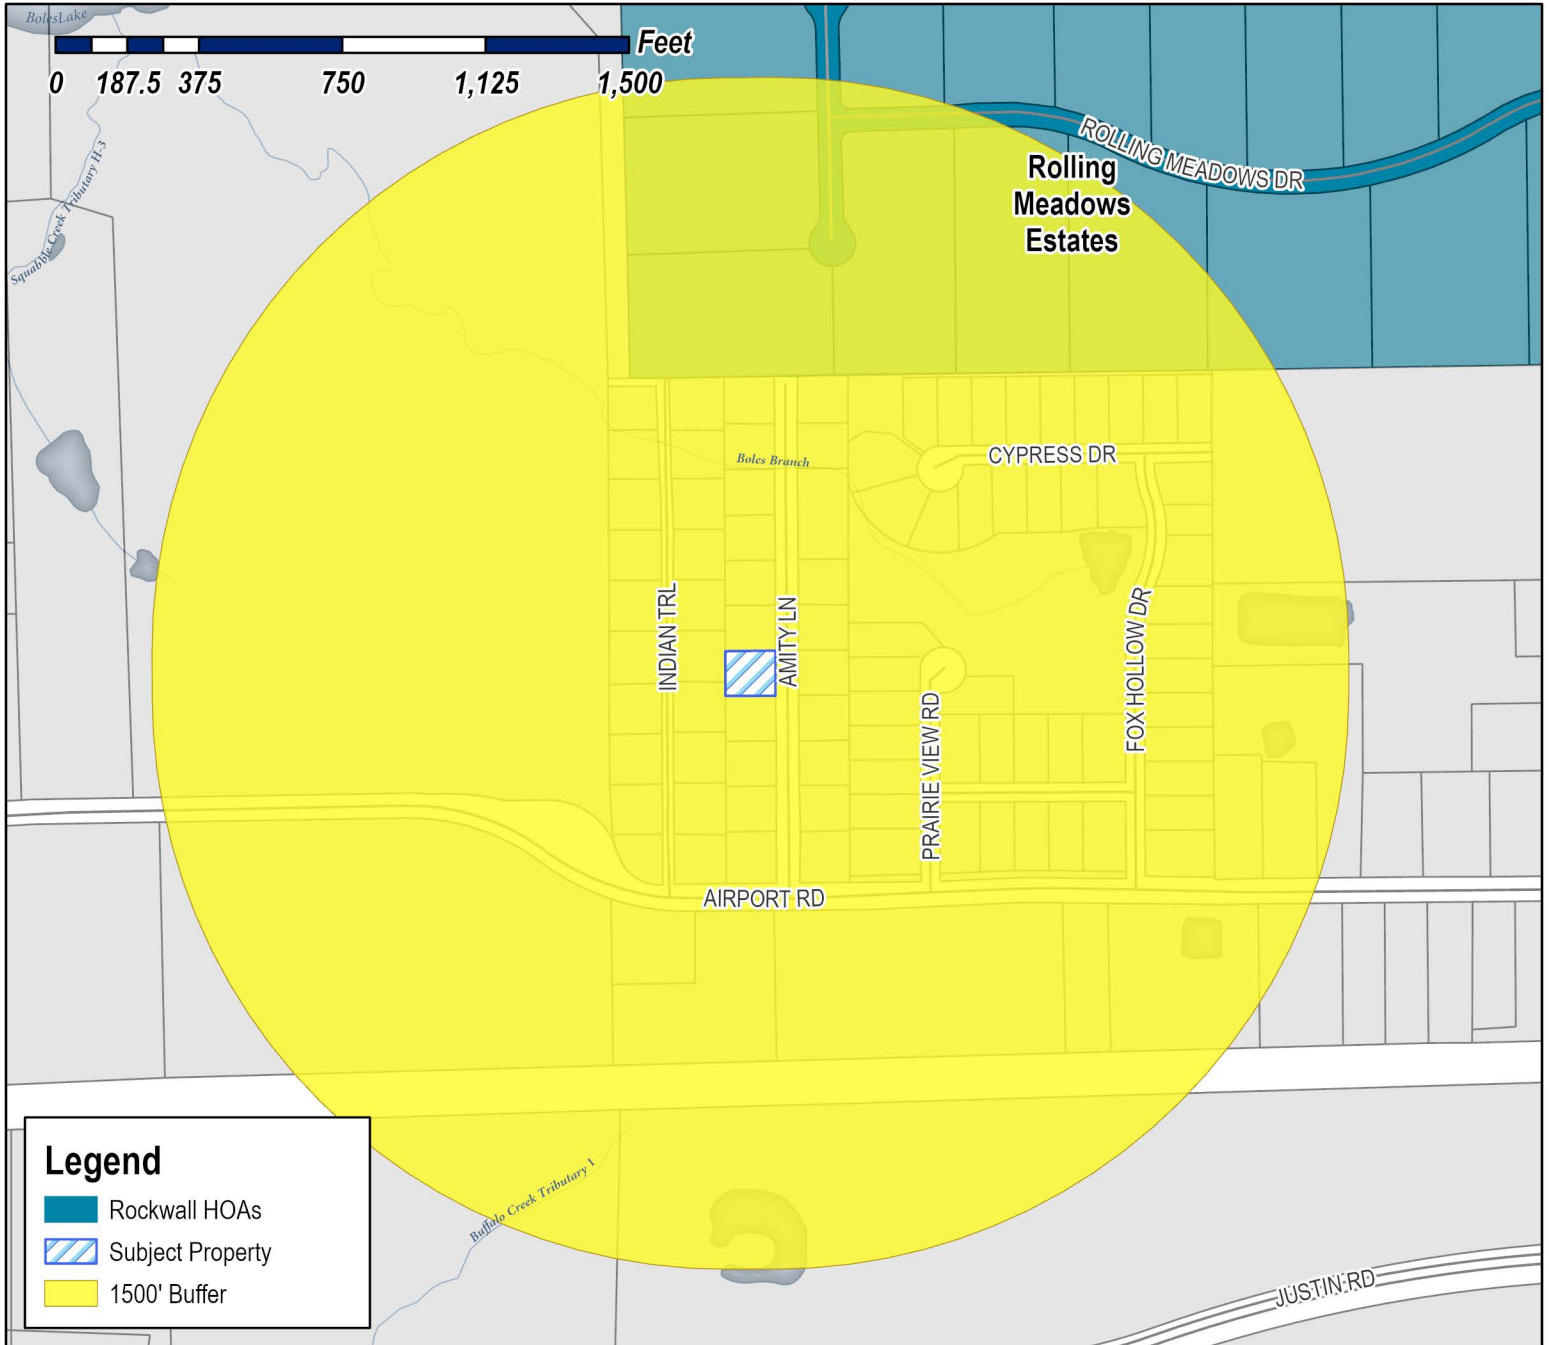 BolesLake
Feet
0 187.5 375 750 1,125 1,500
Squabble Creek Tributary H-3
ROLLING MEADOWS DR
Rolling
Meadows
Estates
Boles Branch
CYPRESS DR
INDIAN TRL
AMITY LN
FOX HOLLOW DR
PRAIRIE VIEW RD
AIRPORT RD
Legend
Rockwall HOAs
Subject Property
1500' Buffer
Buffalo Creek Tributary 1
JUSTIN RD